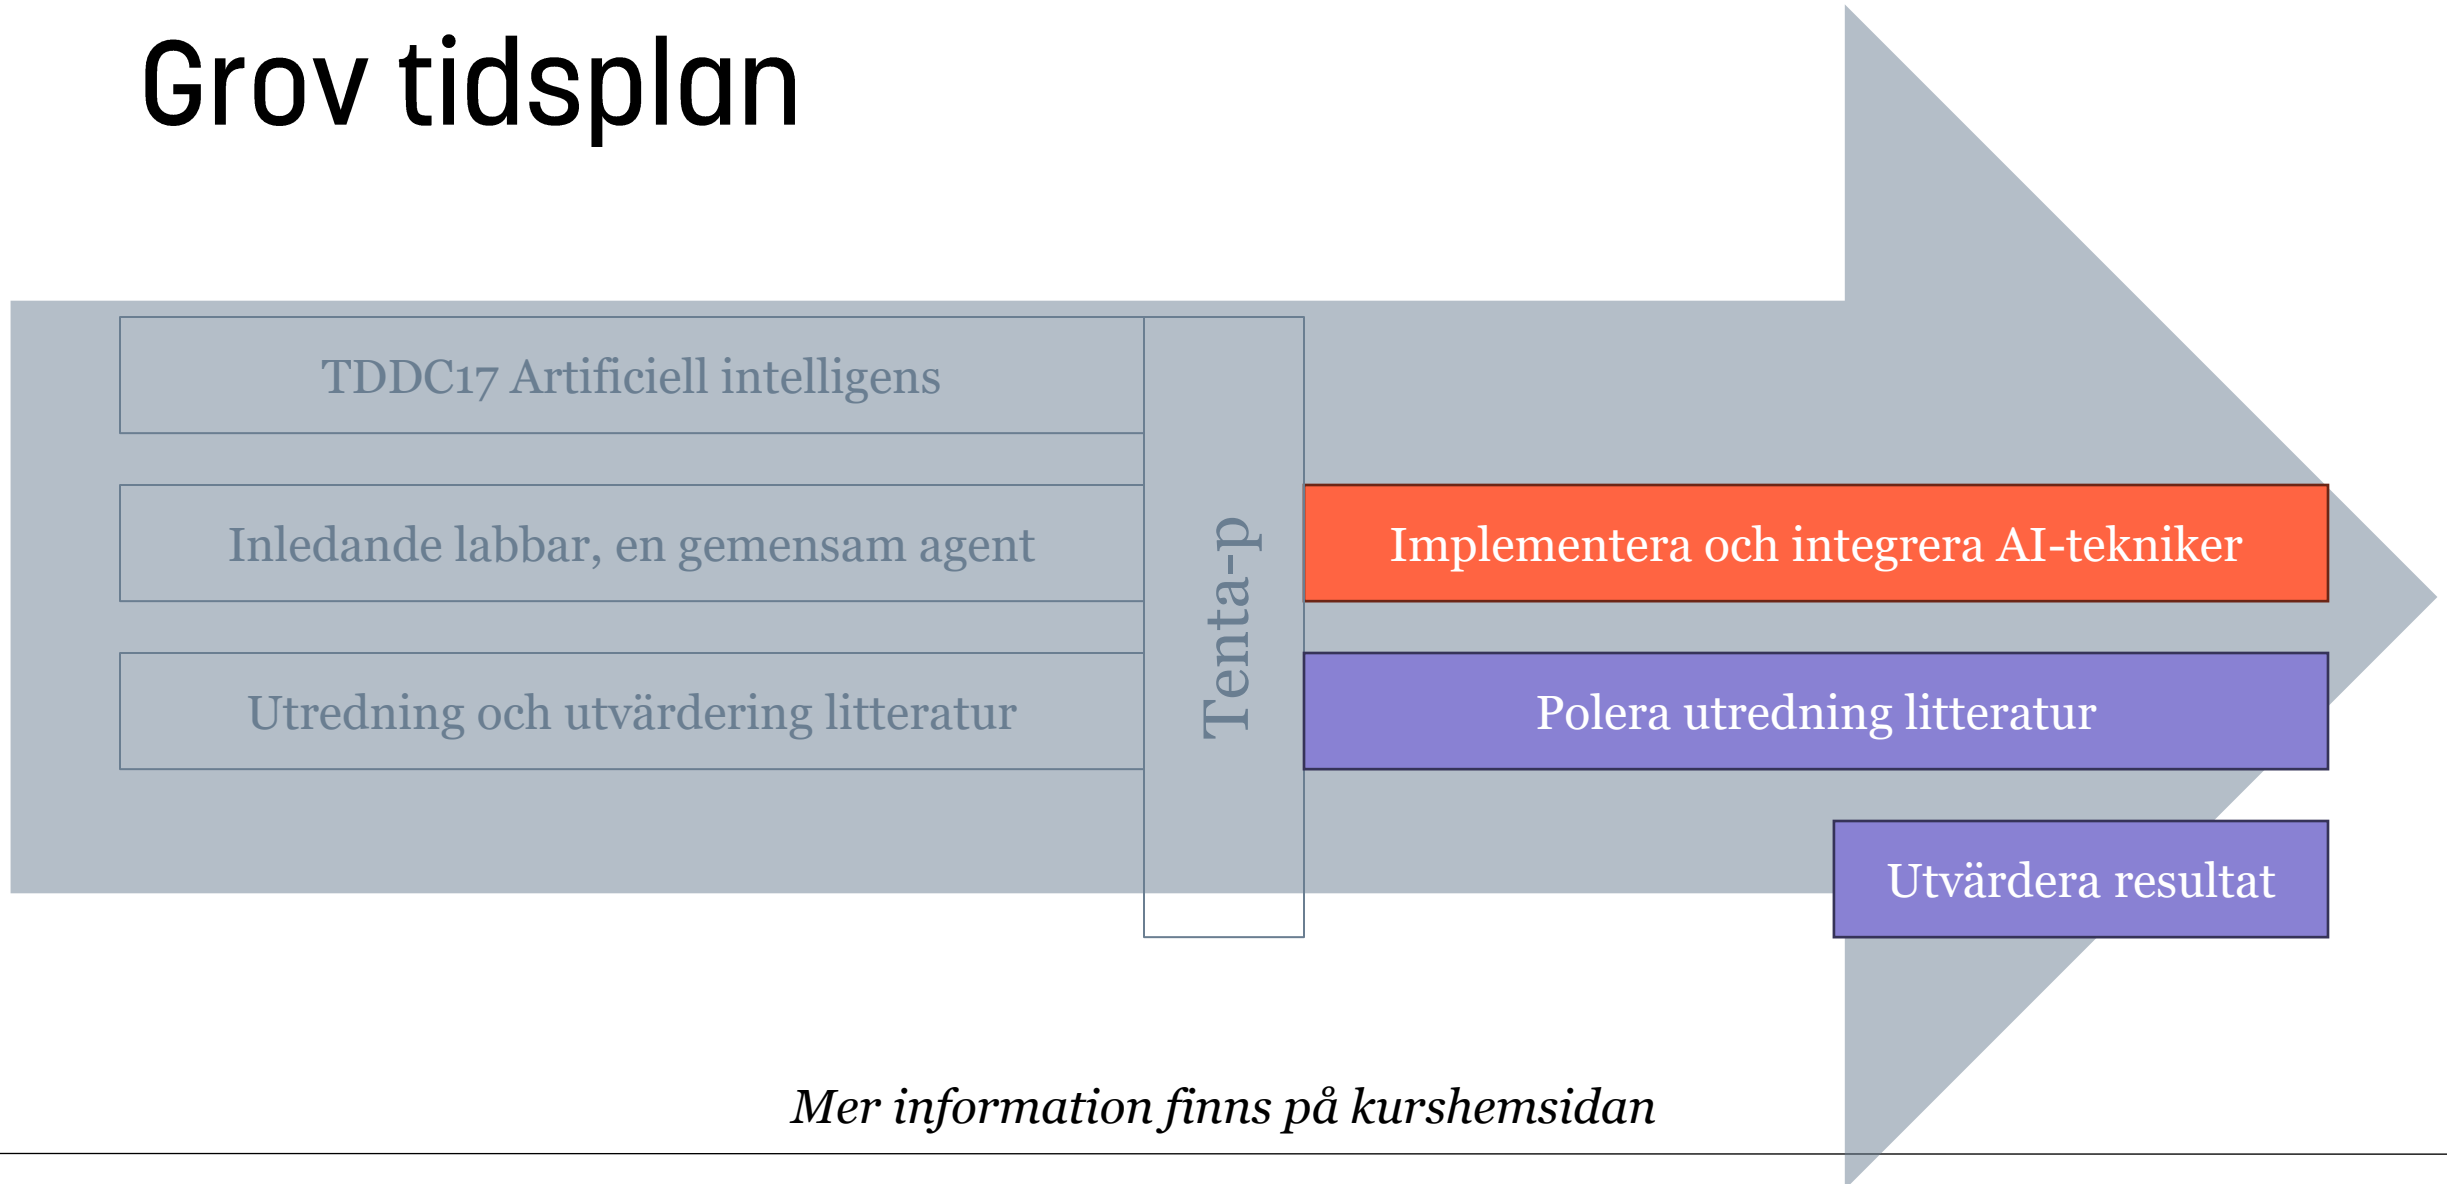 Grov tidsplan
TDDC17 Artificiell intelligens
Inledande labbar, en gemensam agent
Utredning och utvärdering litteratur
Tenta-p
Implementera och integrera AI-tekniker
Polera utredning litteratur
Utvärdera resultat
Mer information finns på kurshemsidan